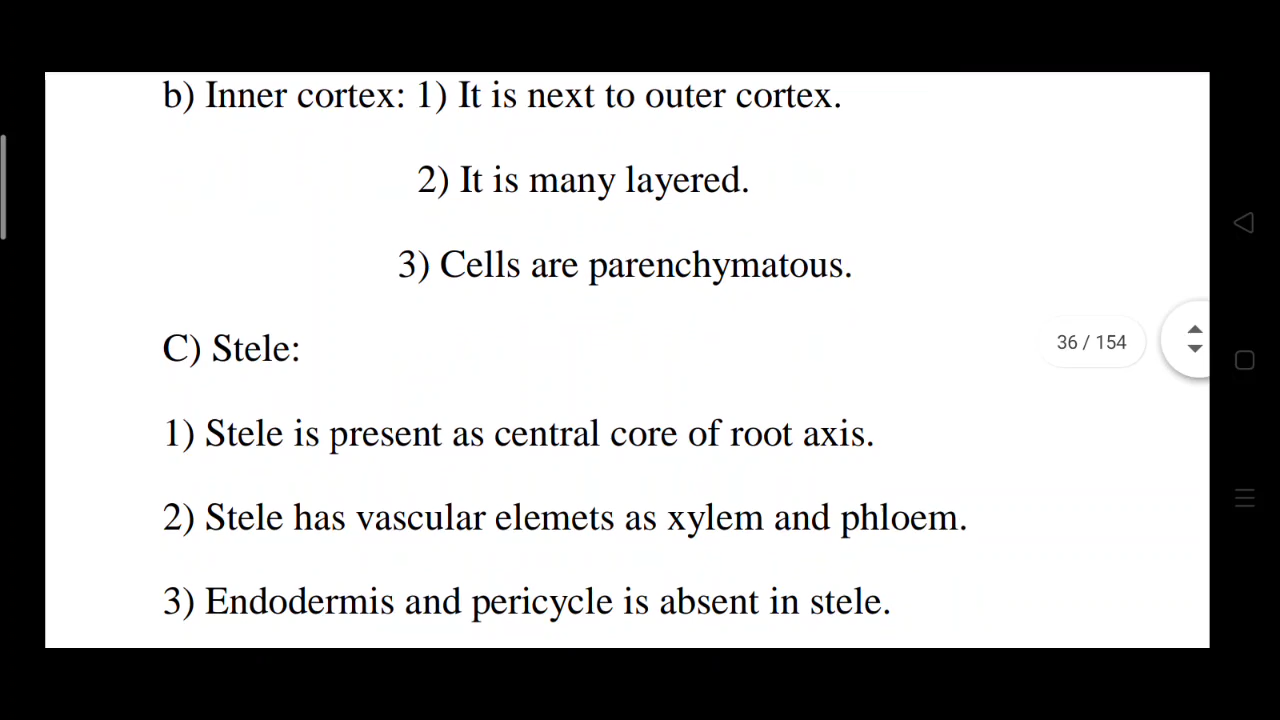 b) Inner cortex: 1) It is next to outer cortex.
2) It is many layered.
3) Cells are parenchymatous.
C) Stele:
36 / 154
1) Stele is present as central core of root axis.
2) Stele has vascular elemets as xylem and phloem.
3) Endodermis and pericycle is absent in stele.